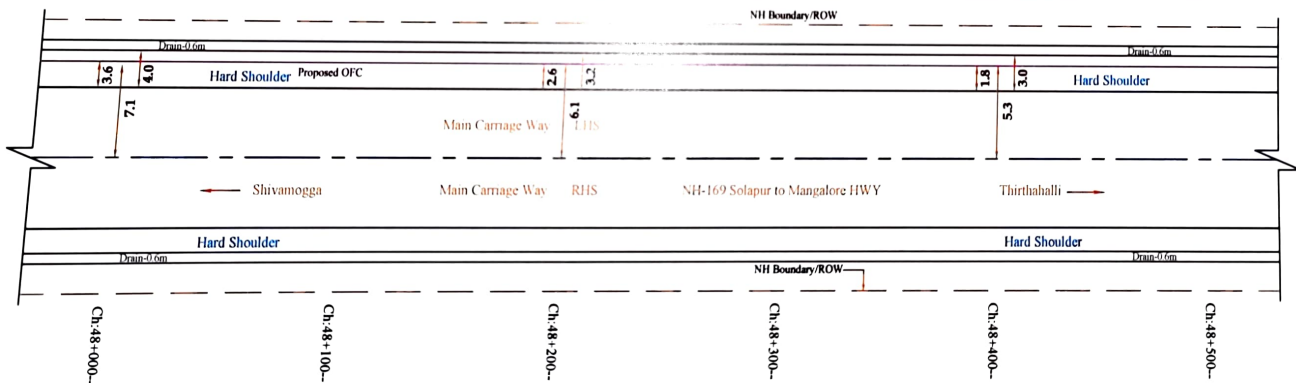 NH Boundary/ROW
Drain-0.6m
Drain-0.6m
3.6
4.0
Hard Shoulder
Proposed OFC
2.6
3.2
1.8
3.0
Hard Shoulder
7.1
6.1
5.3
Main Carriage Way LHS
Shivamogga
Main Carriage Way RHS
NH-169 Solapur to Mangalore HWY
Thirthahalli
Hard Shoulder
Hard Shoulder
Drain-0.6m
Drain-0.6m
NH Boundary/ROW
Ch:48+000--
Ch:48+100--
Ch:48+200--
Ch:48+300--
Ch:48+400--
Ch:48+500--